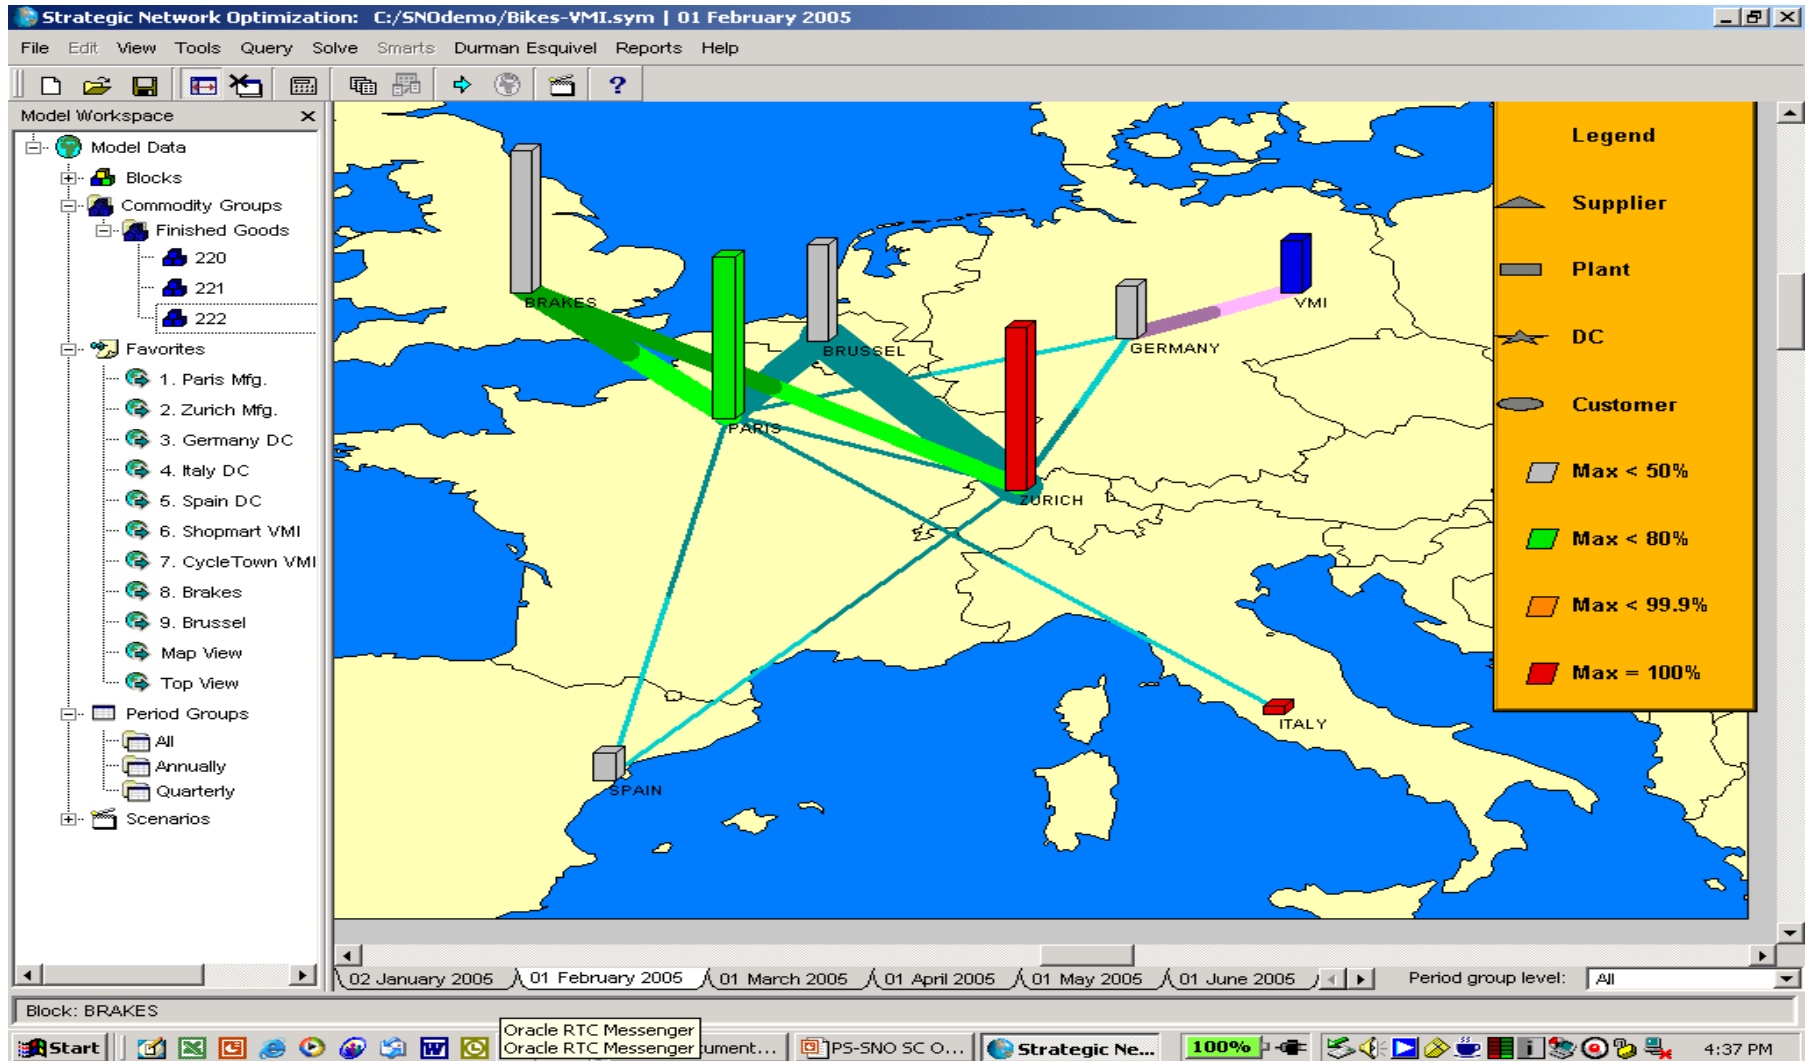 Strategic Network Optimization: C:/SNOdemo/Bikes-VMI.sym | 01 February 2005
File Edit View Tools Query Solve Smarts Durman Esquivel Reports Help
Model Workspace
Model Data
Blocks
Commodity Groups
Finished Goods
220
221
222
Favorites
1. Paris Mfg.
2. Zurich Mfg.
3. Germany DC
4. Italy DC
5. Spain DC
6. Shopmart VMI
7. CycleTown VMI
8. Brakes
9. Brussel
Map View
Top View
Period Groups
All
Annually
Quarterly
Scenarios
BRAKES
VMI
BRUSSEL
GERMANY
PARIS
ZURICH
ITALY
SPAIN
Legend
Supplier
Plant
DC
Customer
Max < 50%
Max < 80%
Max < 99.9%
Max = 100%
02 January 2005 01 February 2005 01 March 2005 01 April 2005 01 May 2005 01 June 2005 Period group level: All
Block: BRAKES
Oracle RTC Messenger
Oracle RTC Messenger
Start ument... PS-SNO SC O... Strategic Ne... 100% 4:37 PM